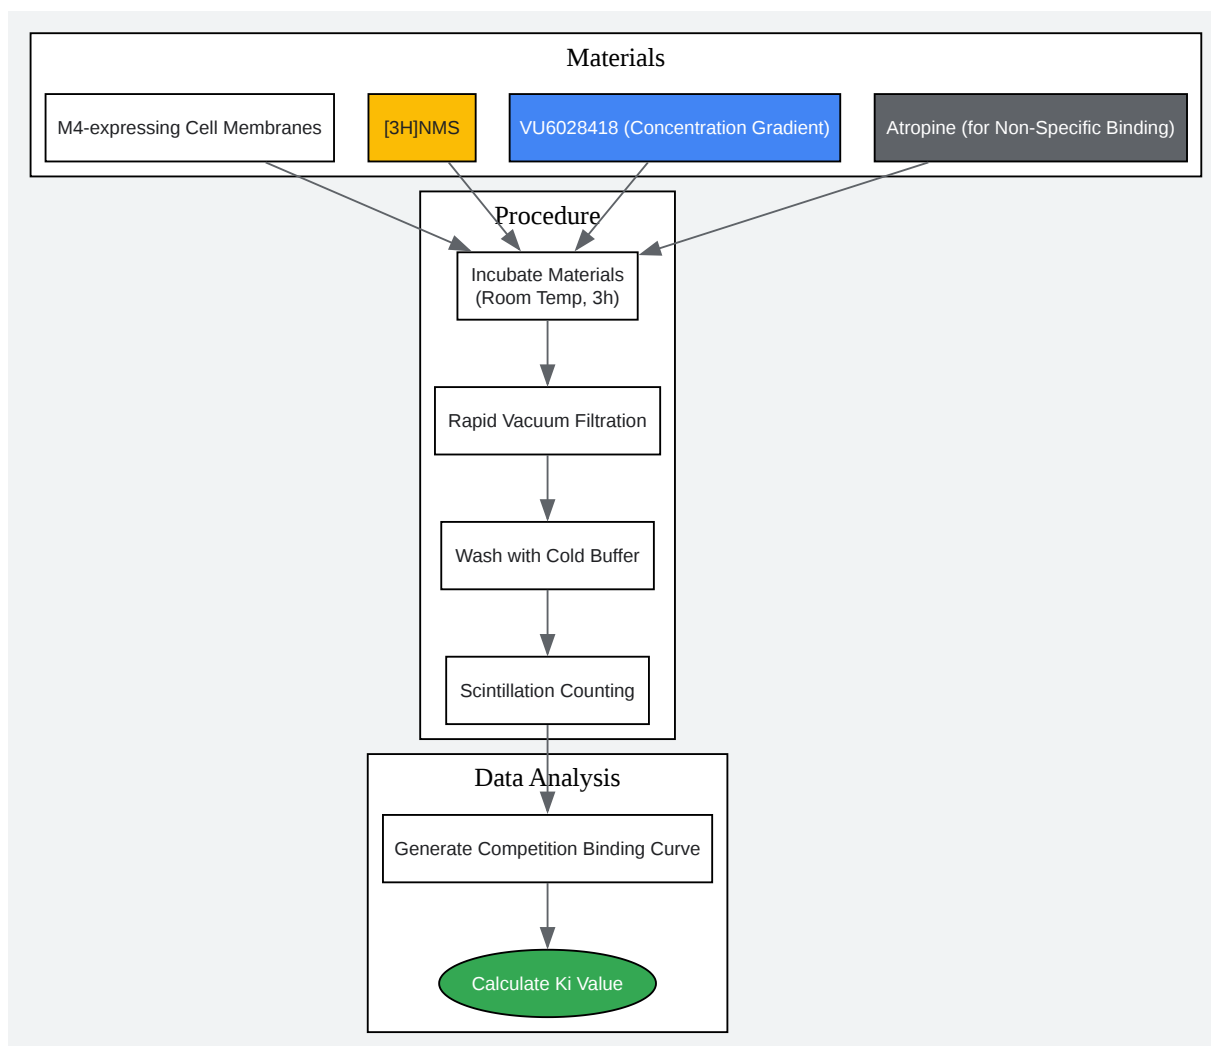 Materials
M4-expressing Cell Membranes
[3H]NMS
VU6028418 (Concentration Gradient)
Atropine (for Non-Specific Binding)
Procedure
Incubate Materials
(Room Temp, 3h)
Rapid Vacuum Filtration
Wash with Cold Buffer
Scintillation Counting
Data Analysis
Generate Competition Binding Curve
Calculate Ki Value